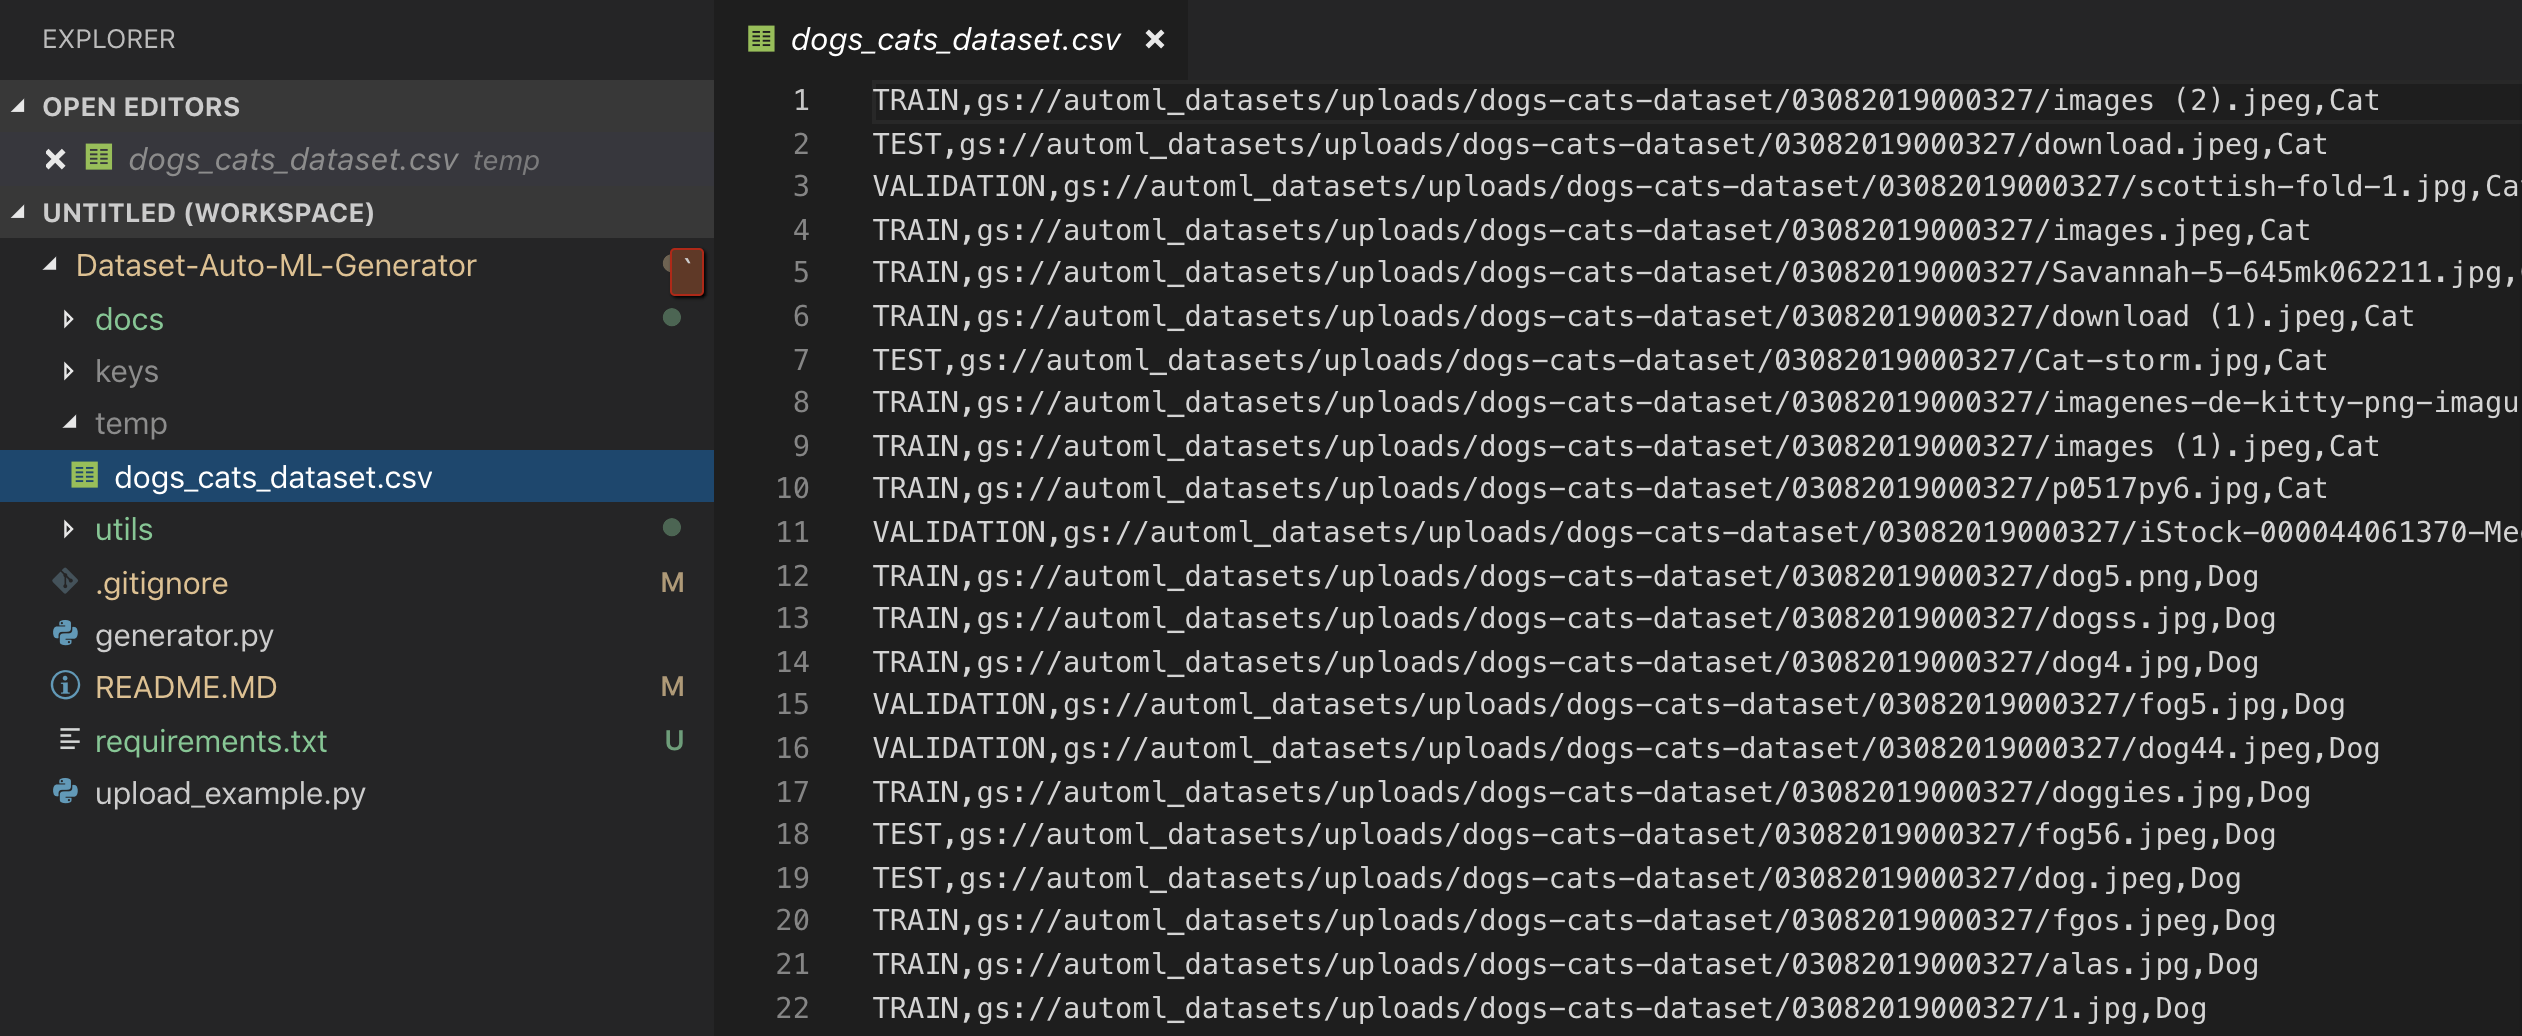 EXPLORER
OPEN EDITORS
dogs_cats_dataset.csv temp
UNTITLED (WORKSPACE)
Dataset-Auto-ML-Generator
docs
keys
temp
dogs_cats_dataset.csv
utils
.gitignore M
generator.py
README.MD M
requirements.txt U
upload_example.py
dogs_cats_dataset.csv
1 TRAIN,gs://automl_datasets/uploads/dogs-cats-dataset/03082019000327/images (2).jpeg,Cat
2 TEST,gs://automl_datasets/uploads/dogs-cats-dataset/03082019000327/download.jpeg,Cat
3 VALIDATION,gs://automl_datasets/uploads/dogs-cats-dataset/03082019000327/scottish-fold-1.jpg,Ca
4 TRAIN,gs://automl_datasets/uploads/dogs-cats-dataset/03082019000327/images.jpeg,Cat
5 TRAIN,gs://automl_datasets/uploads/dogs-cats-dataset/03082019000327/Savannah-5-645mk062211.jpg,
6 TRAIN,gs://automl_datasets/uploads/dogs-cats-dataset/03082019000327/download (1).jpeg,Cat
7 TEST,gs://automl_datasets/uploads/dogs-cats-dataset/03082019000327/Cat-storm.jpg,Cat
8 TRAIN,gs://automl_datasets/uploads/dogs-cats-dataset/03082019000327/imagenes-de-kitty-png-imagu
9 TRAIN,gs://automl_datasets/uploads/dogs-cats-dataset/03082019000327/images (1).jpeg,Cat
10 TRAIN,gs://automl_datasets/uploads/dogs-cats-dataset/03082019000327/p0517py6.jpg,Cat
11 VALIDATION,gs://automl_datasets/uploads/dogs-cats-dataset/03082019000327/iStock-000044061370-Me
12 TRAIN,gs://automl_datasets/uploads/dogs-cats-dataset/03082019000327/dog5.png,Dog
13 TRAIN,gs://automl_datasets/uploads/dogs-cats-dataset/03082019000327/dogss.jpg,Dog
14 TRAIN,gs://automl_datasets/uploads/dogs-cats-dataset/03082019000327/dog4.jpg,Dog
15 VALIDATION,gs://automl_datasets/uploads/dogs-cats-dataset/03082019000327/fog5.jpg,Dog
16 VALIDATION,gs://automl_datasets/uploads/dogs-cats-dataset/03082019000327/dog44.jpeg,Dog
17 TRAIN,gs://automl_datasets/uploads/dogs-cats-dataset/03082019000327/doggies.jpg,Dog
18 TEST,gs://automl_datasets/uploads/dogs-cats-dataset/03082019000327/fog56.jpeg,Dog
19 TEST,gs://automl_datasets/uploads/dogs-cats-dataset/03082019000327/dog.jpeg,Dog
20 TRAIN,gs://automl_datasets/uploads/dogs-cats-dataset/03082019000327/fgos.jpeg,Dog
21 TRAIN,gs://automl_datasets/uploads/dogs-cats-dataset/03082019000327/alas.jpg,Dog
22 TRAIN,gs://automl_datasets/uploads/dogs-cats-dataset/03082019000327/1.jpg,Dog